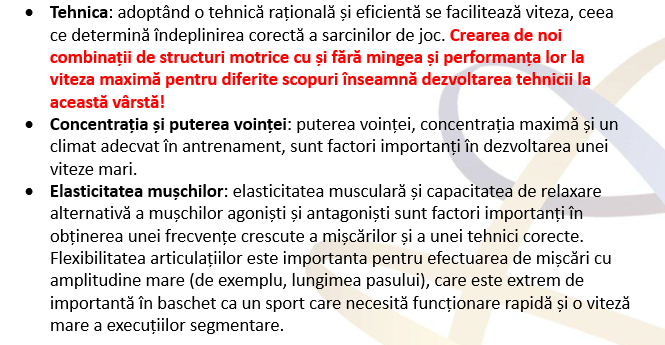 • Tehnica: adoptând o tehnică rațională și eficientă se facilitează viteza, ceea
ce determină îndeplinirea corectă a sarcinilor de joc. Crearea de noi
combinații de structuri motrice cu și fără mingea și performanța lor la
viteza maximă pentru diferite scopuri înseamnă dezvoltarea tehnicii la
această vârstă!
• Concentrația și puterea voinței: puterea voinței, concentrația maximă și un
climat adecvat în antrenament, sunt factori importanți în dezvoltarea unei
viteze mari.
• Elasticitatea mușchilor: elasticitatea musculară și capacitatea de relaxare
alternativă a mușchilor agoniști și antagoniști sunt factori importanți în
obținerea unei frecvențe crescute a mișcărilor și a unei tehnici corecte.
Flexibilitatea articulațiilor este importanta pentru efectuarea de mișcări cu
amplitudine mare (de exemplu, lungimea pasului), care este extrem de
importantă în baschet ca un sport care necesită funcționare rapidă și o viteză
mare a execuțiilor segmentare.